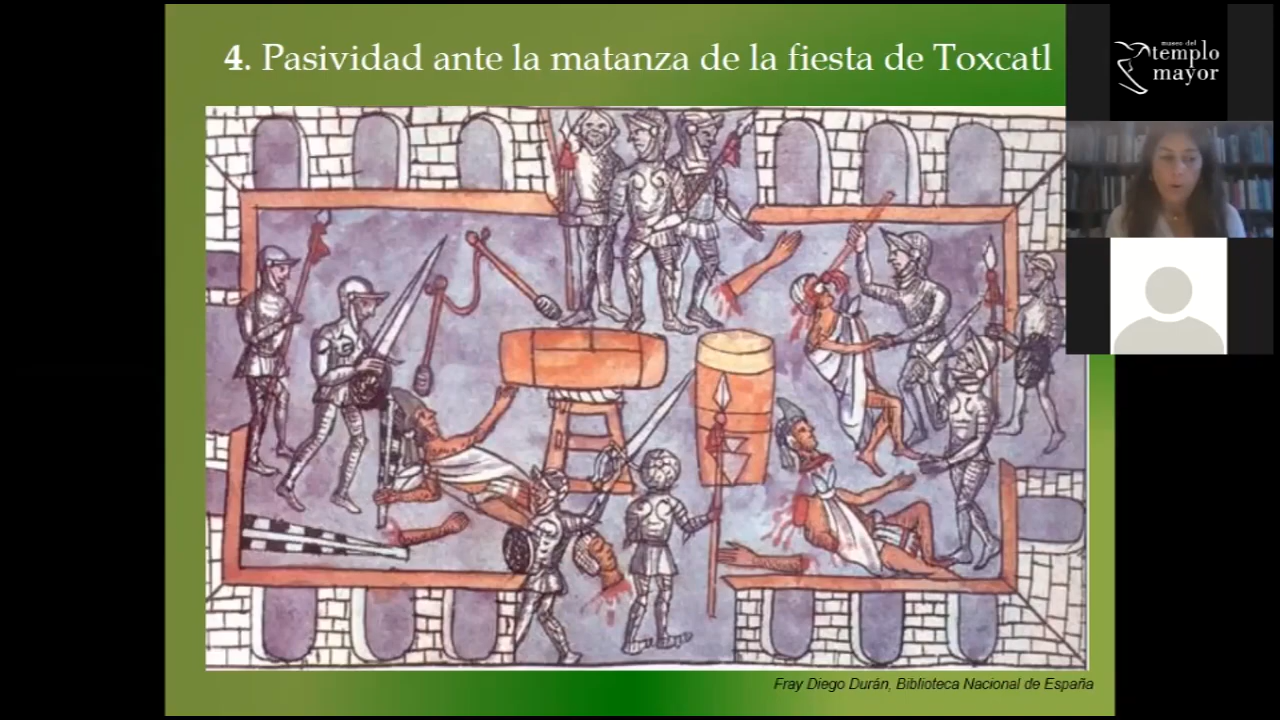 4. Pasividad ante la matanza de la fiesta de Toxcatl
museo del
templo
mayor
Fray Diego Durán, Biblioteca Nacional de España